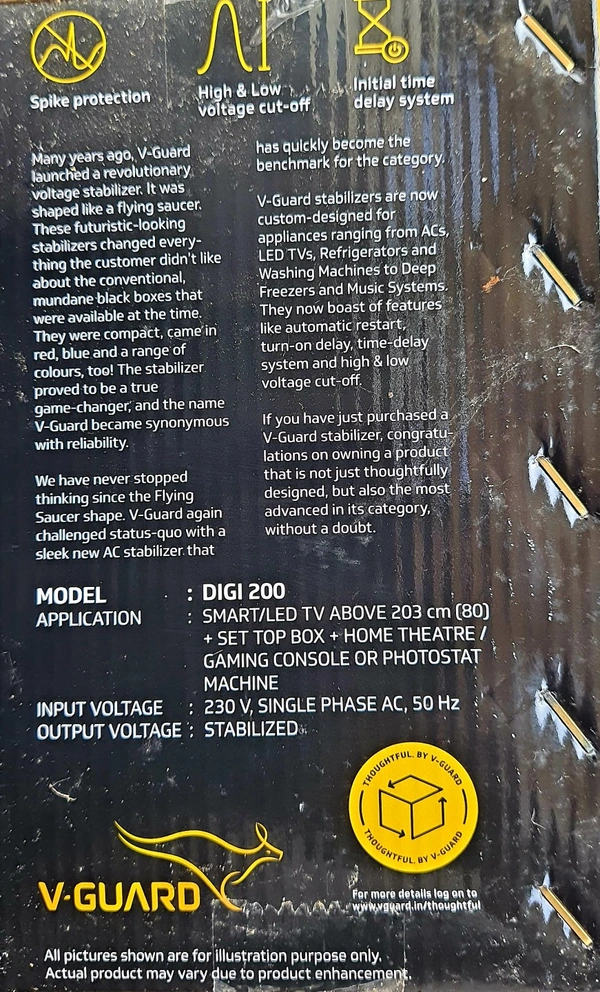 Spike protection
High & Low
voltage cut-off
Initial time
delay system
Many years ago, V-Guard
launched a revolutionary
voltage stabilizer. It was
shaped like a flying saucer.
These futuristic-looking
stabilizers changed every-
thing the customer didn't like
about the conventional,
mundane black boxes that
were available at the time.
They were compact, came in
red, blue and a range of
colours, too! The stabilizer
proved to be a true
game-changer, and the name
V-Guard became synonymous
with reliability.
We have never stopped
thinking since the Flying
Saucer shape. V-Guard again
challenged status-quo with a
sleek new AC stabilizer that
has quickly become the
benchmark for the category.
V-Guard stabilizers are now
custom-designed for
appliances ranging from ACs,
LED TVs, Refrigerators and
Washing Machines to Deep
Freezers and Music Systems.
They now boast of features
like automatic restart,
turn-on delay, time-delay
system and high & low
voltage cut-off.
If you have just purchased a
V-Guard stabilizer, congratu-
lations on owning a product
that is not just thoughtfully
designed, but also the most
advanced in its category,
without a doubt.
MODEL : DIGI 200
APPLICATION : SMART/LED TV ABOVE 203 cm (80)
+ SET TOP BOX + HOME THEATRE /
GAMING CONSOLE OR PHOTOSTAT
MACHINE
INPUT VOLTAGE : 230 V, SINGLE PHASE AC, 50 Hz
OUTPUT VOLTAGE : STABILIZED
THOUGHTFUL. BY V-GUARD
THOUGHTFUL. BY V-GUARD
V-GUARD
For more details log on to
www.vguard.in/thoughtful
All pictures shown are for illustration purpose only.
Actual product may vary due to product enhancement.